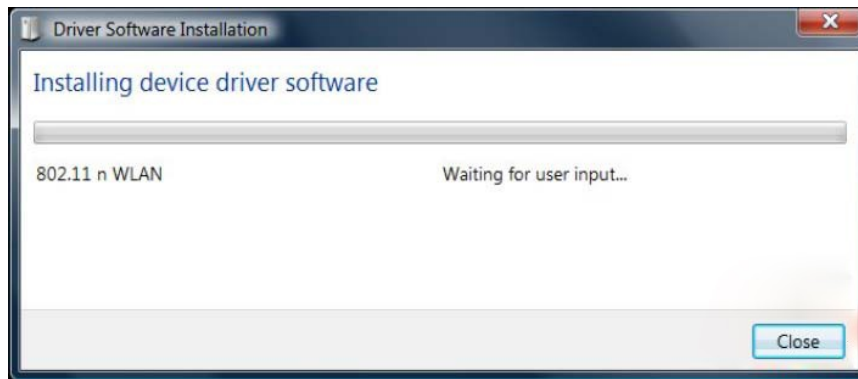 Driver Software Installation
Installing device driver software
802.11 n WLAN Waiting for user input...
Close